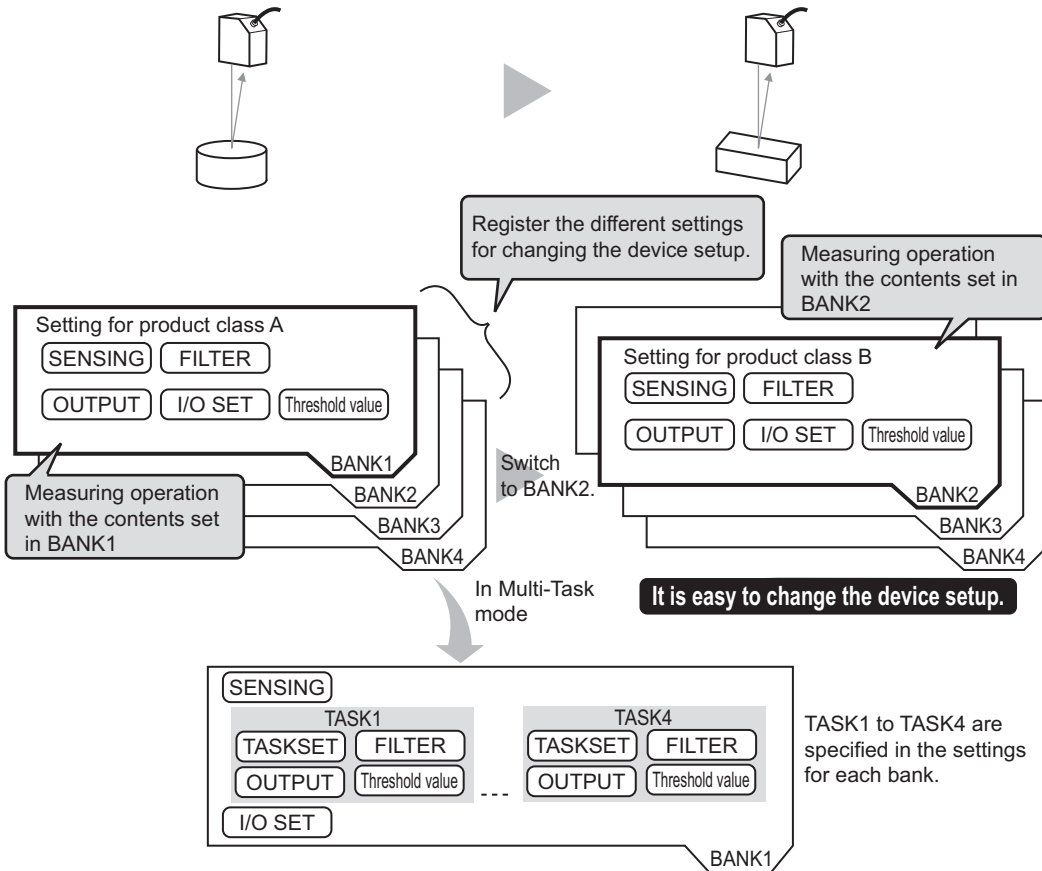 Register the different settings
for changing the device setup.
Measuring operation
with the contents set in
BANK2
Setting for product class A
SENSING FILTER
OUTPUT I/O SET Threshold value
BANK1
BANK2
BANK3
BANK4
Measuring operation
with the contents set
in BANK1
Switch
to BANK2.
Setting for product class B
SENSING FILTER
OUTPUT I/O SET Threshold value
BANK2
BANK3
BANK4
It is easy to change the device setup.
In Multi-Task
mode
SENSING
TASK1
TASKSET FILTER
OUTPUT Threshold value
---
TASK4
TASKSET FILTER
OUTPUT Threshold value
I/O SET
BANK1
TASK1 to TASK4 are
specified in the settings
for each bank.